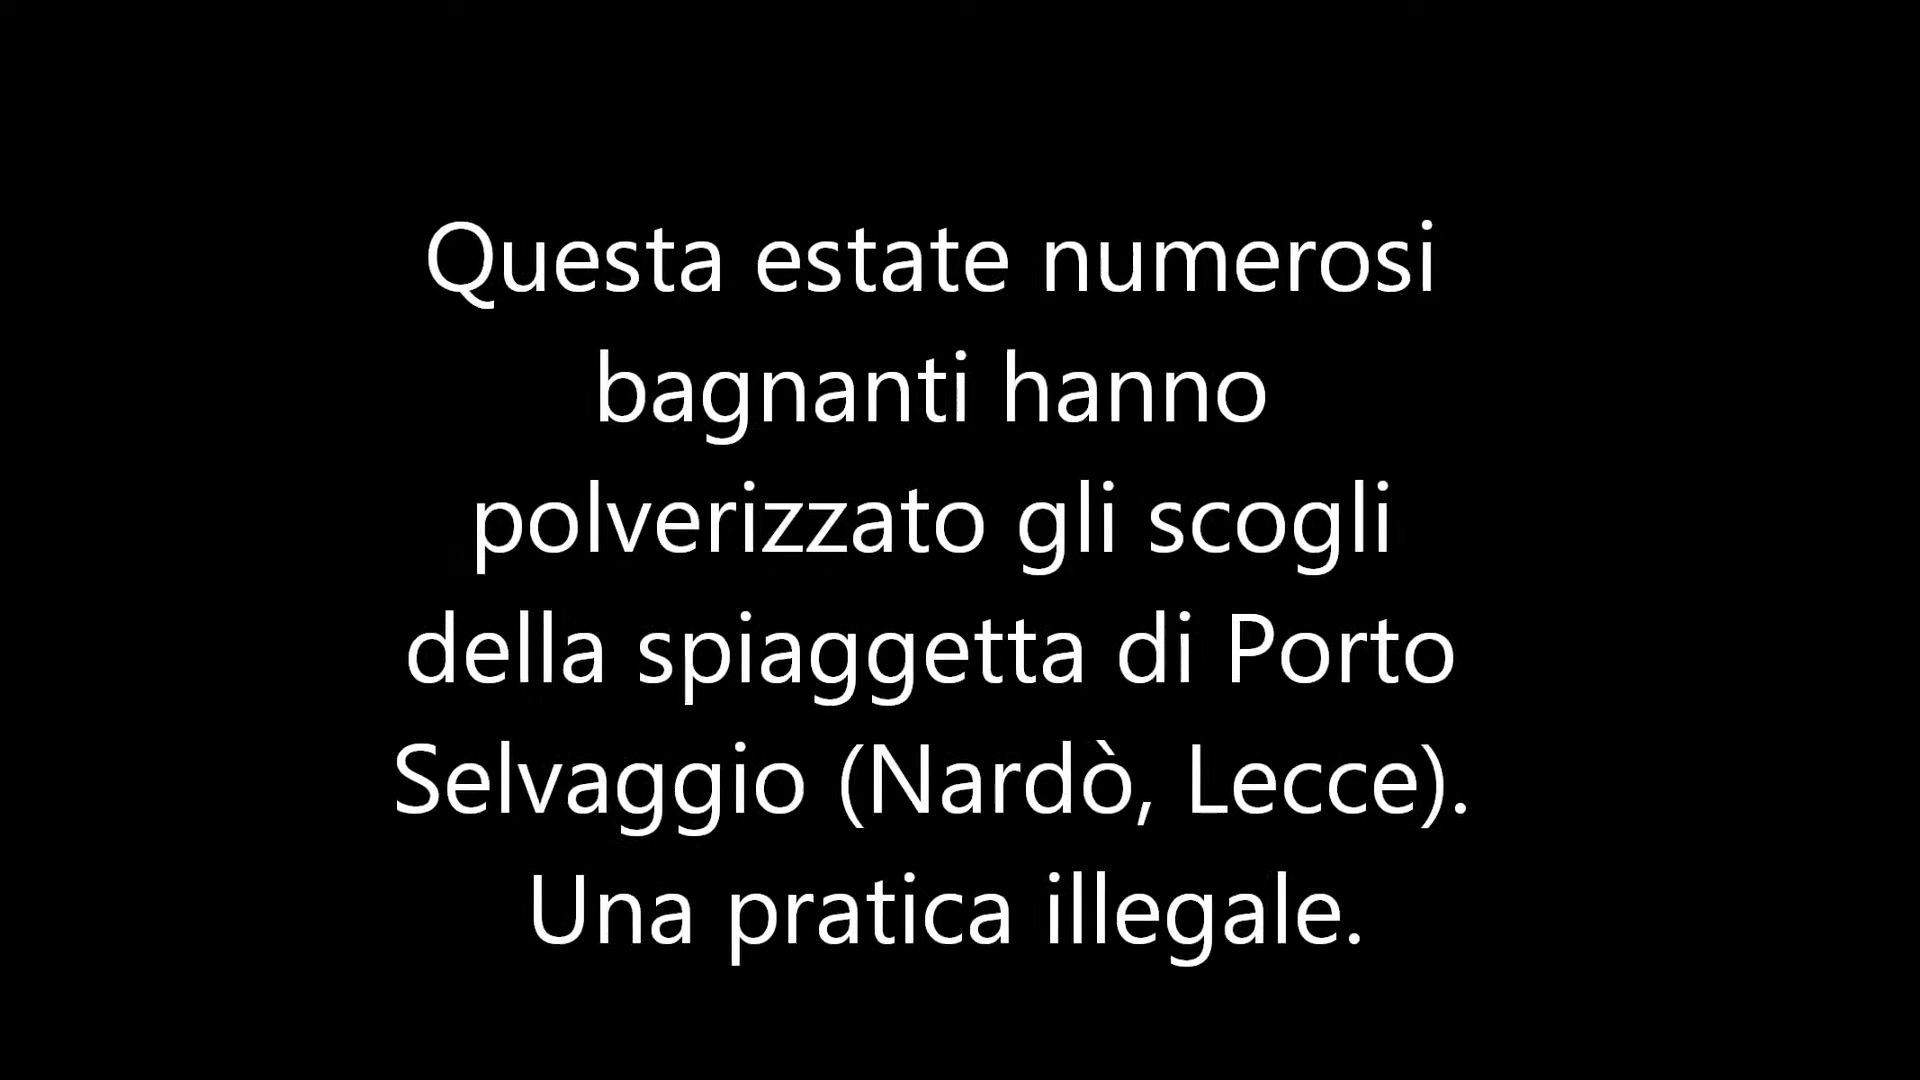 Questa estate numerosi
bagnanti hanno
polverizzato gli scogli
della spiaggetta di Porto
Selvaggio (Nardò, Lecce).
Una pratica illegale.